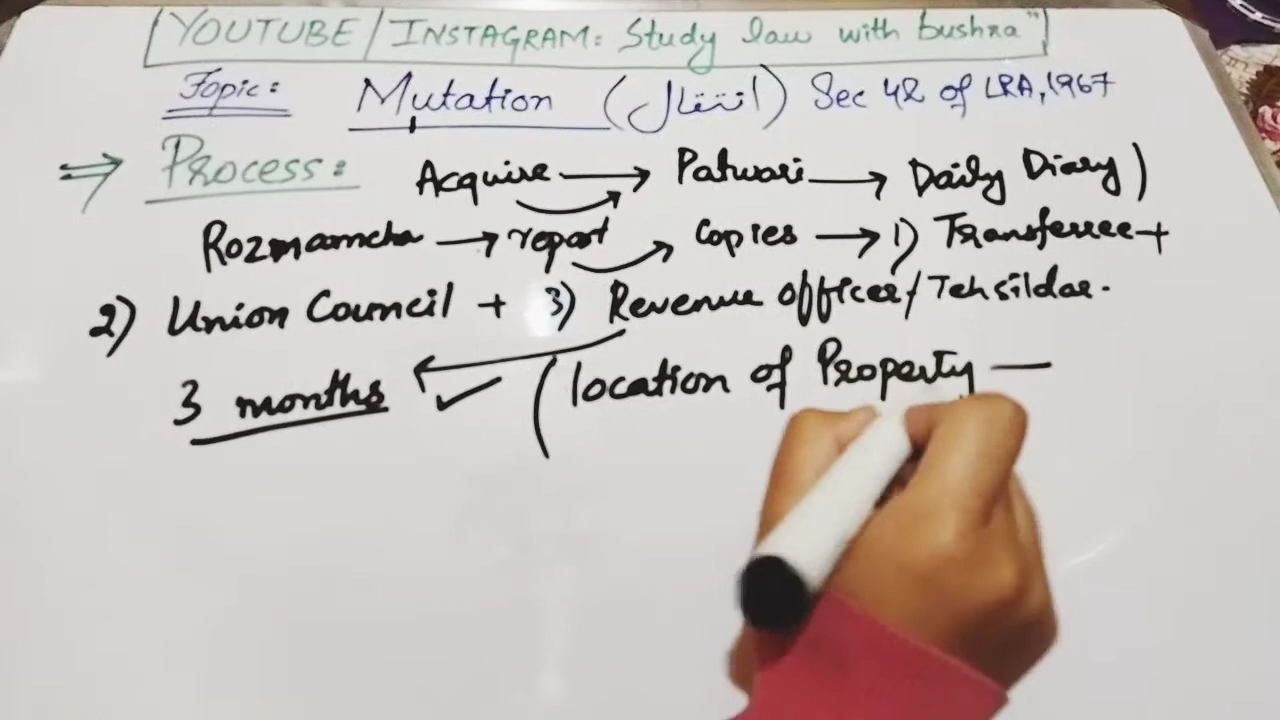 YOUTUBE/INSTAGRAM: Study law with bushra"
Topic: Mutation (انتقال) Sec 42 of LRA, 1967
⇒ Process: Acquire → Patwari → Daily Diary)
Rozmamcha → report → Copies → 1) Transferee +
2) Union Council + 3) Revenue officer/Tehsildar.
3 months (location of Property —